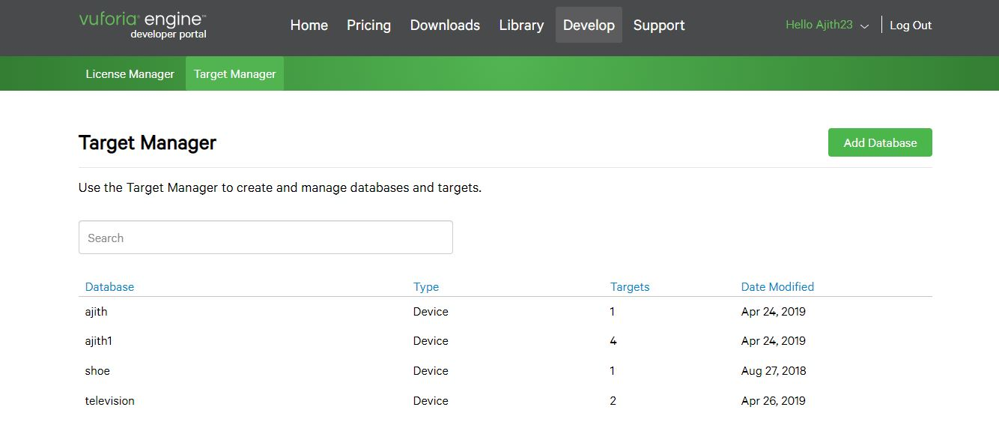 vuforia® engine™
developer portal
Home Pricing Downloads Library Develop Support Hello Ajith23 Log Out
License Manager Target Manager
Target Manager Add Database
Use the Target Manager to create and manage databases and targets.
Search
Database Type Targets Date Modified
ajith Device 1 Apr 24, 2019
ajith1 Device 4 Apr 24, 2019
shoe Device 1 Aug 27, 2018
television Device 2 Apr 26, 2019